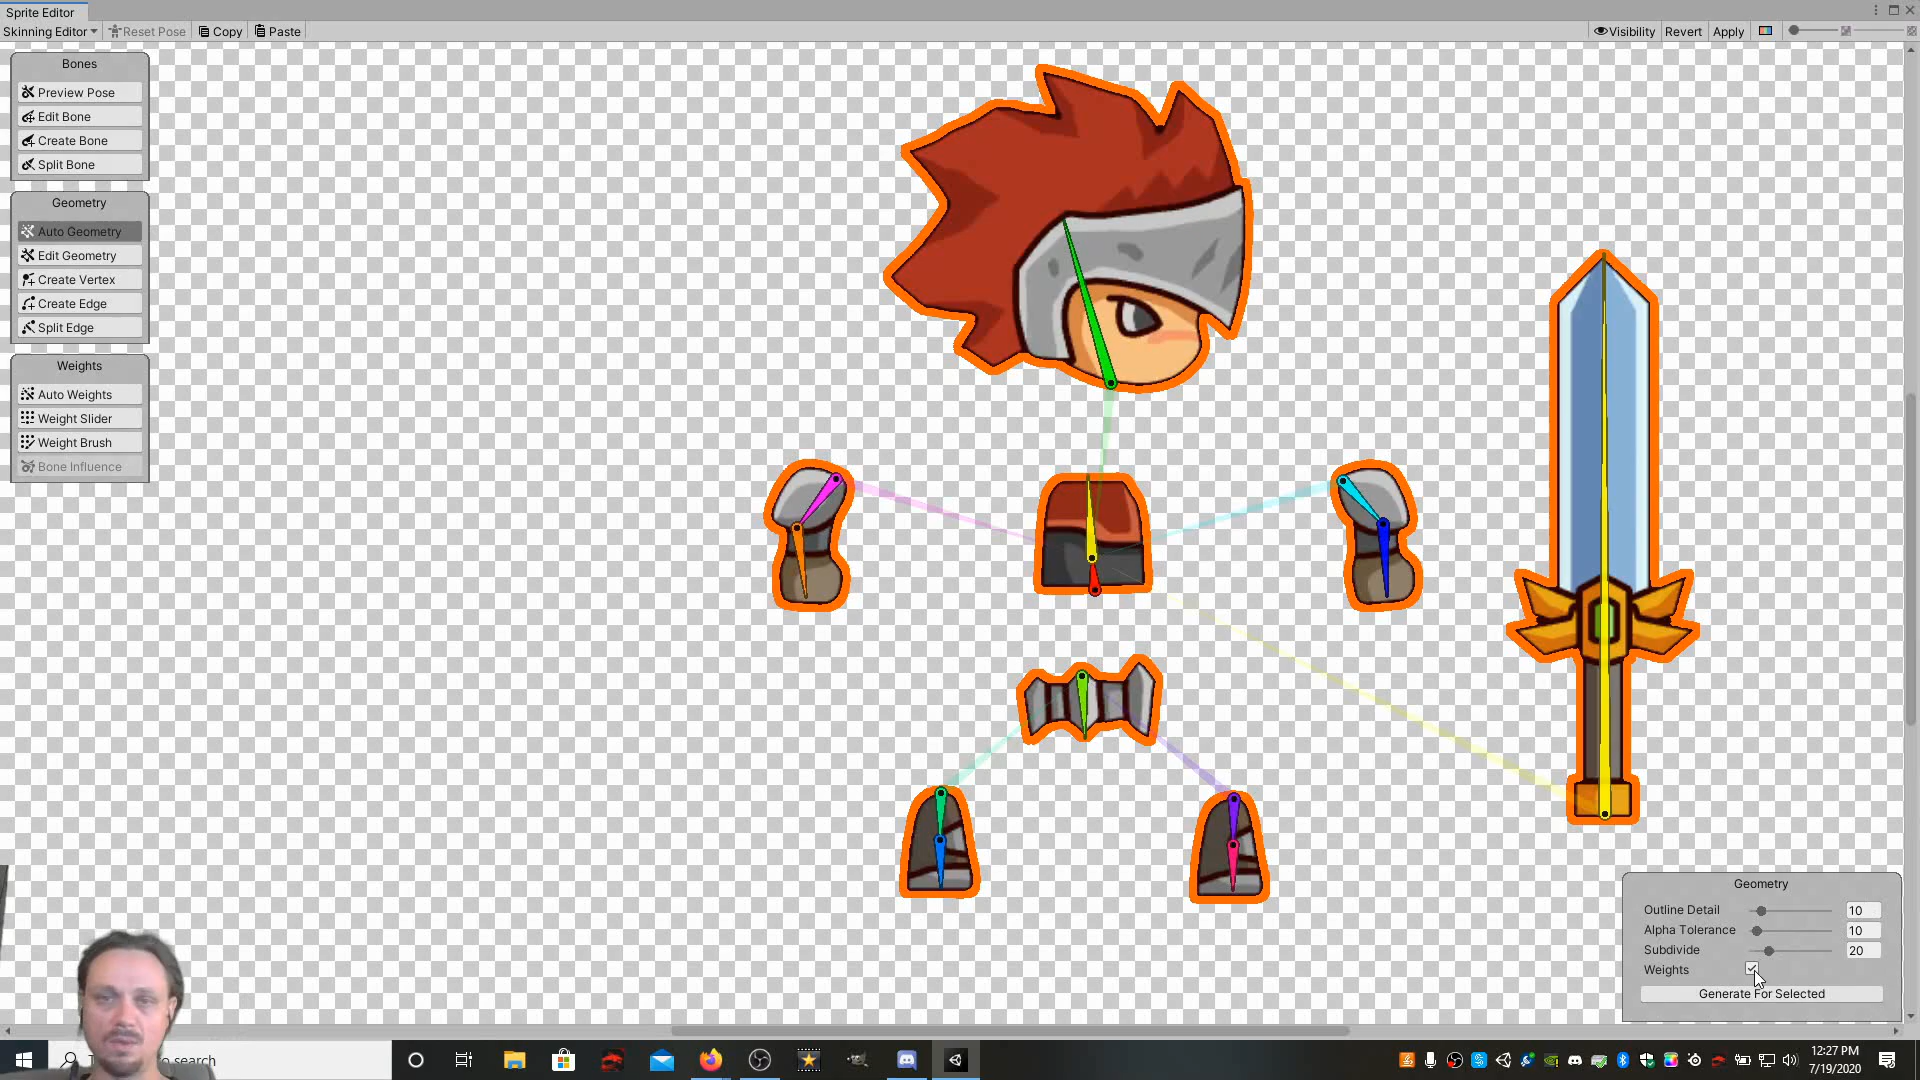 Sprite Editor
Skinning Editor Reset Pose Copy Paste Visibility Revert Apply
Bones
Preview Pose
Edit Bone
Create Bone
Split Bone
Geometry
Auto Geometry
Edit Geometry
Create Vertex
Create Edge
Split Edge
Weights
Auto Weights
Weight Slider
Weight Brush
Bone Influence
Geometry
Outline Detail 10
Alpha Tolerance 10
Subdivide 20
Weights
Generate For Selected
to search
12:27 PM
7/19/2020